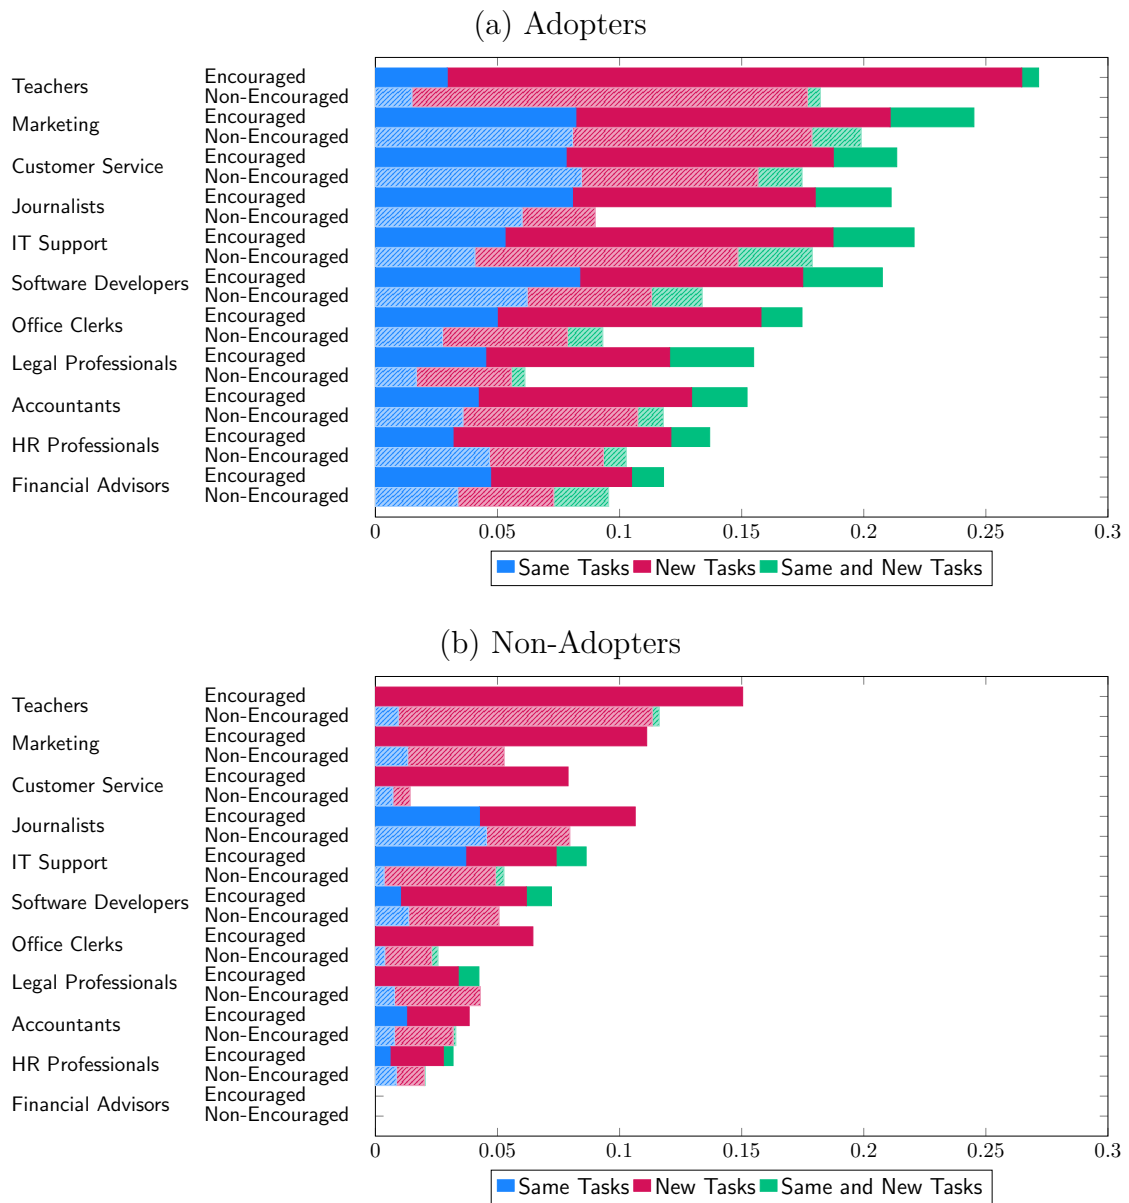 (a) Adopters
Teachers
Encouraged
Non-Encouraged
Marketing
Encouraged
Non-Encouraged
Customer Service
Encouraged
Non-Encouraged
Journalists
Encouraged
Non-Encouraged
IT Support
Encouraged
Non-Encouraged
Software Developers
Encouraged
Non-Encouraged
Office Clerks
Encouraged
Non-Encouraged
Legal Professionals
Encouraged
Non-Encouraged
Accountants
Encouraged
Non-Encouraged
HR Professionals
Encouraged
Non-Encouraged
Financial Advisors
Encouraged
Non-Encouraged
0 0.05 0.1 0.15 0.2 0.25 0.3
Same Tasks New Tasks Same and New Tasks
(b) Non-Adopters
Teachers
Encouraged
Non-Encouraged
Marketing
Encouraged
Non-Encouraged
Customer Service
Encouraged
Non-Encouraged
Journalists
Encouraged
Non-Encouraged
IT Support
Encouraged
Non-Encouraged
Software Developers
Encouraged
Non-Encouraged
Office Clerks
Encouraged
Non-Encouraged
Legal Professionals
Encouraged
Non-Encouraged
Accountants
Encouraged
Non-Encouraged
HR Professionals
Encouraged
Non-Encouraged
Financial Advisors
Encouraged
Non-Encouraged
0 0.05 0.1 0.15 0.2 0.25 0.3
Same Tasks New Tasks Same and New Tasks